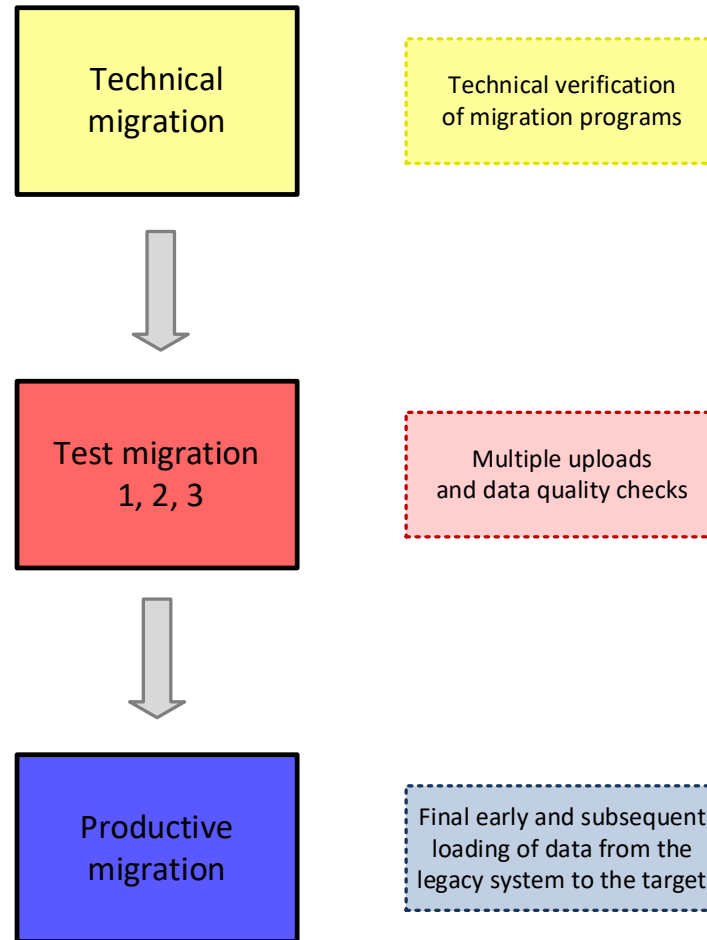 Technical
migration
Technical verification
of migration programs
Test migration
1, 2, 3
Multiple uploads
and data quality checks
Productive
migration
Final early and subsequent
loading of data from the
legacy system to the target